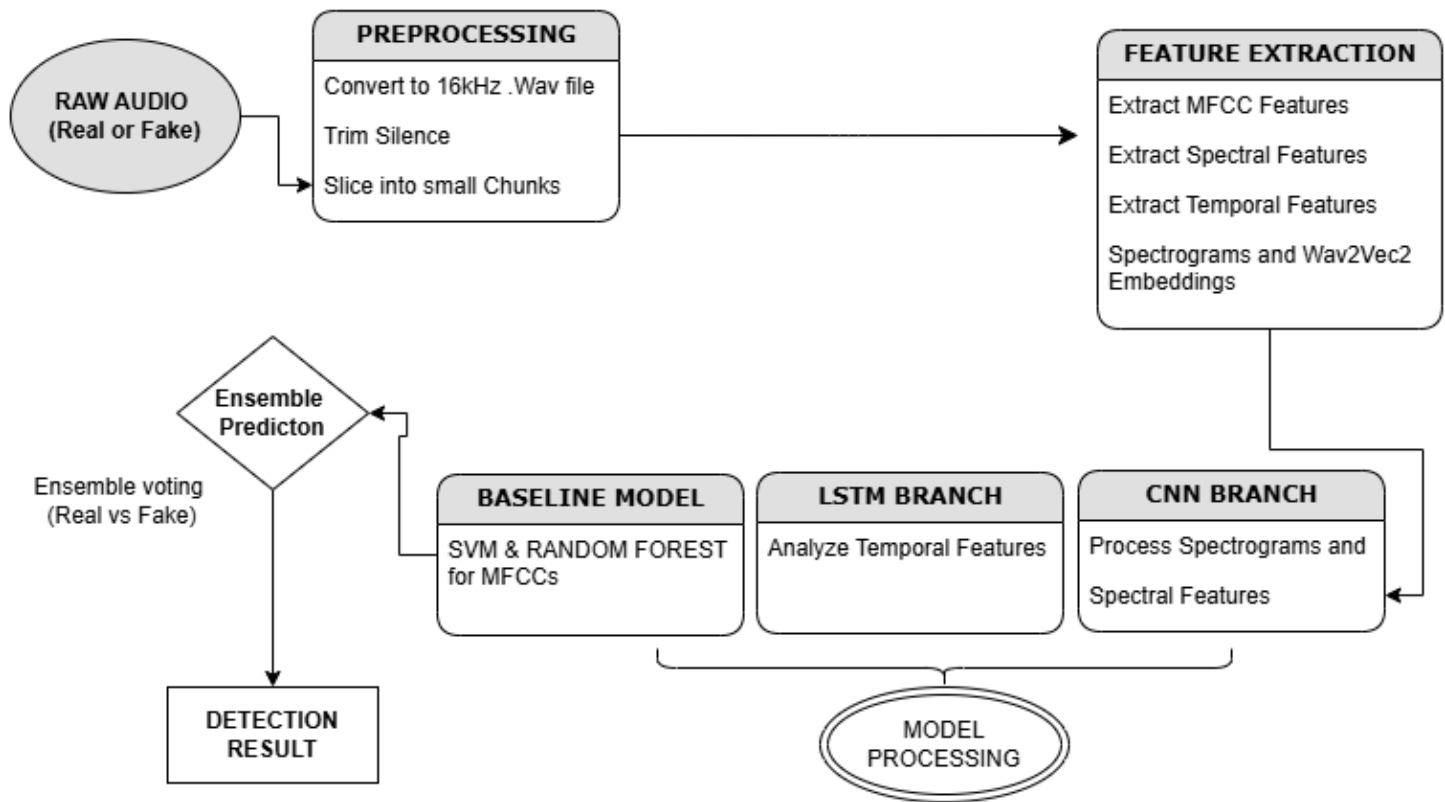 RAW AUDIO
(Real or Fake)
PREPROCESSING
Convert to 16kHz .Wav file
Trim Silence
Slice into small Chunks
FEATURE EXTRACTION
Extract MFCC Features
Extract Spectral Features
Extract Temporal Features
Spectrograms and Wav2Vec2
Embeddings
CNN BRANCH
Process Spectrograms and
Spectral Features
LSTM BRANCH
Analyze Temporal Features
BASELINE MODEL
SVM & RANDOM FOREST
for MFCCs
MODEL
PROCESSING
Ensemble
Predicton
Ensemble voting
(Real vs Fake)
DETECTION
RESULT